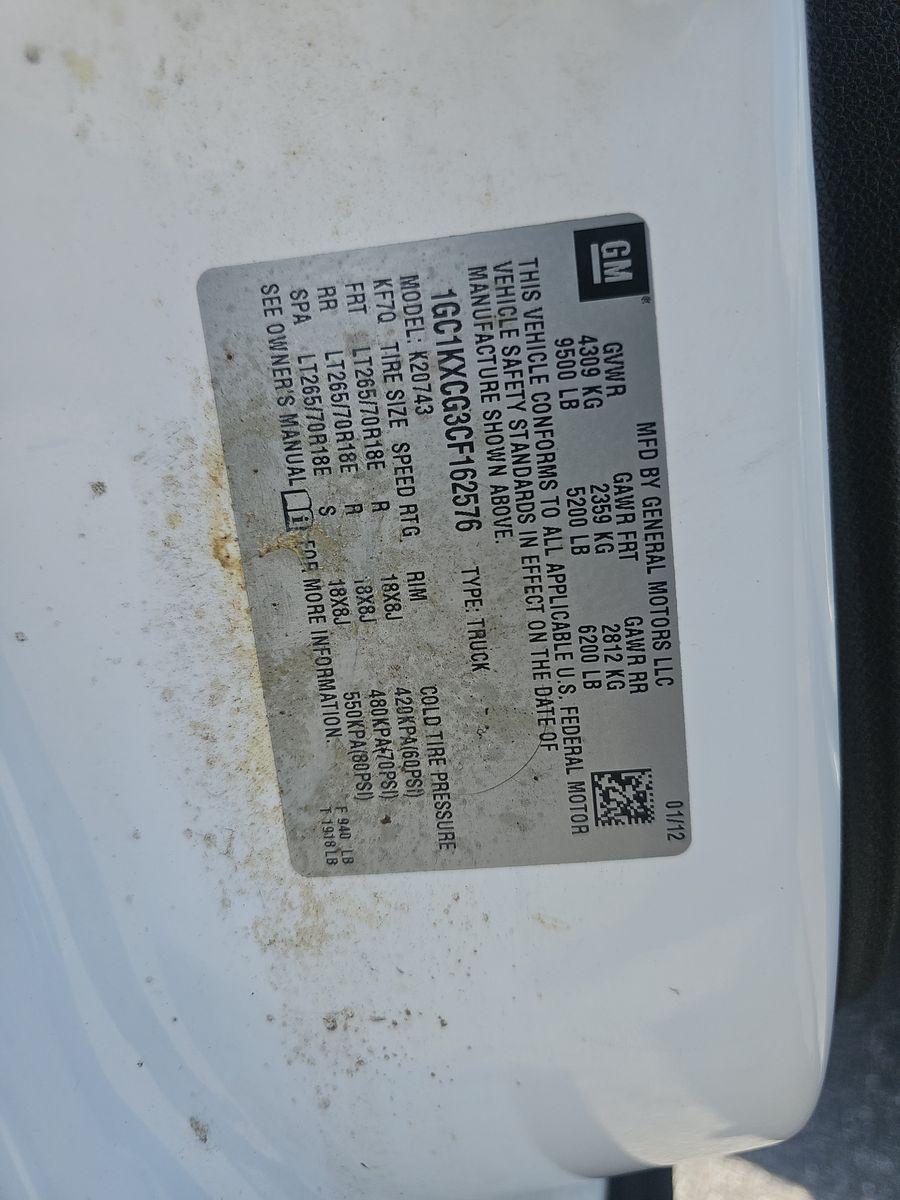 GM
®
MFD BY GENERAL MOTORS LLC
01/12
GVWR GAWR FRT GAWR RR
4309 KG 2359 KG 2812 KG
9500 LB 5200 LB 6200 LB
THIS VEHICLE CONFORMS TO ALL APPLICABLE U.S. FEDERAL MOTOR
VEHICLE SAFETY STANDARDS IN EFFECT ON THE DATE OF
MANUFACTURE SHOWN ABOVE.
1GC1KXCG3CF162576 TYPE: TRUCK
MODEL: K20743
KF7Q TIRE SIZE SPEED RTG RIM COLD TIRE PRESSURE
FRT LT265/70R18E R 18X8J 420KPA(60PSI)
RR LT265/70R18E R 18X8J 480KPA(70PSI)
SPA LT265/70R18E S 18X8J 550KPA(80PSI)
SEE OWNER'S MANUAL i FOR MORE INFORMATION.
F 940 LB
T 1918 LB